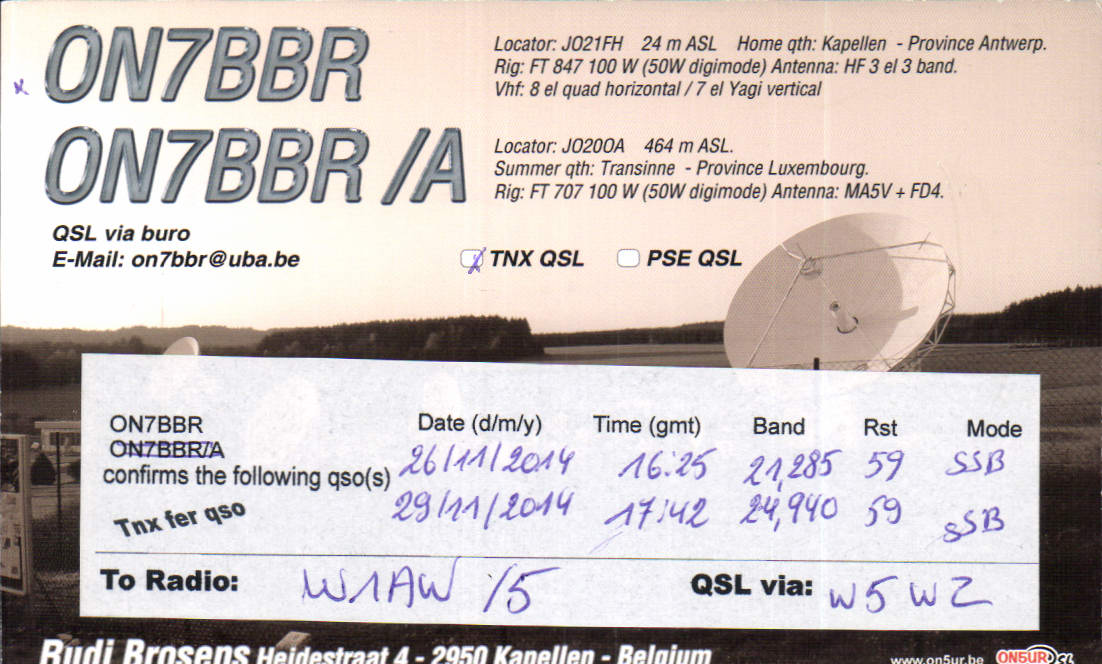 ON7BBR
Locator: JO21FH 24 m ASL Home qth: Kapellen - Province Antwerp.
Rig: FT 847 100 W (50W digimode) Antenna: HF 3 el 3 band.
Vhf: 8 el quad horizontal / 7 el Yagi vertical
ON7BBR /A
Locator: JO20OA 464 m ASL.
Summer qth: Transinne - Province Luxembourg.
Rig: FT 707 100 W (50W digimode) Antenna: MA5V + FD4.
QSL via buro
E-Mail: on7bbr@uba.be
TNX QSL PSE QSL
ON7BBR Date (d/m/y) Time (gmt) Band Rst Mode
ON7BBR/A
confirms the following qso(s) 26/11/2014 16:25 21,285 59 SSB
Tnx fer qso 29/11/2014 17:42 24,940 59 SSB
To Radio: W1AW /5 QSL via: W5WZ
Rudi Brosens Heidestraat 4 - 2950 Kapellen - Belgium
www.on5ur.be ON5URQSL